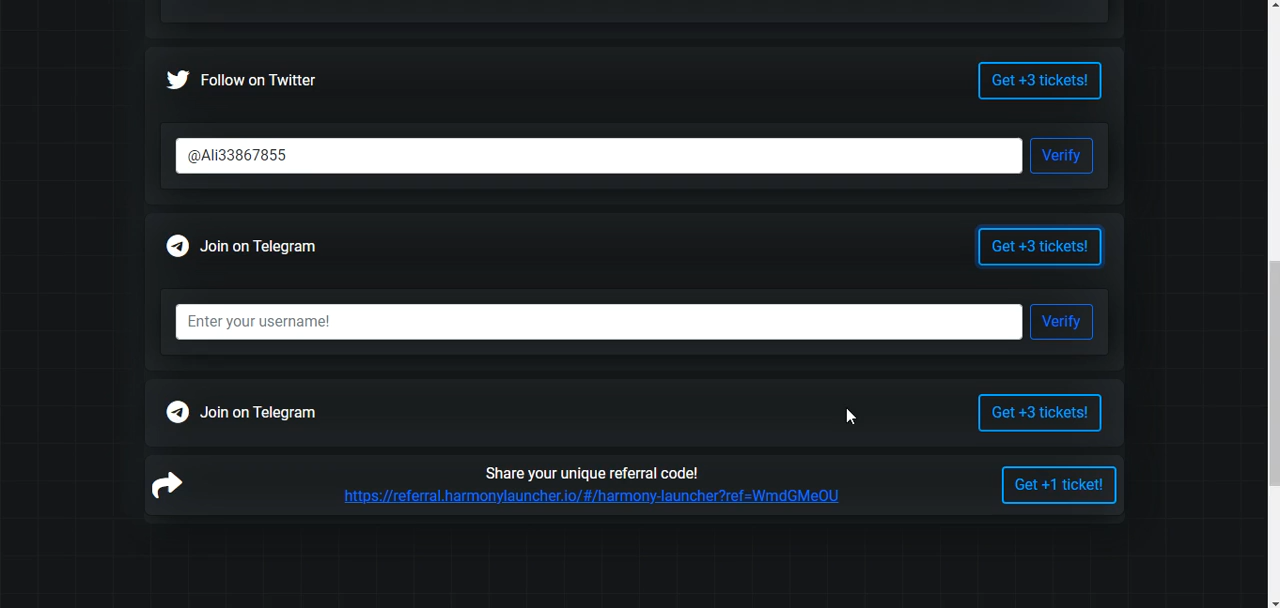 Follow on Twitter
Get +3 tickets!
@Ali33867855
Verify
Join on Telegram
Get +3 tickets!
Enter your username!
Verify
Join on Telegram
Get +3 tickets!
Share your unique referral code!
https://referral.harmonylauncher.io/#/harmony-launcher?ref=WmdGMeOU
Get +1 ticket!